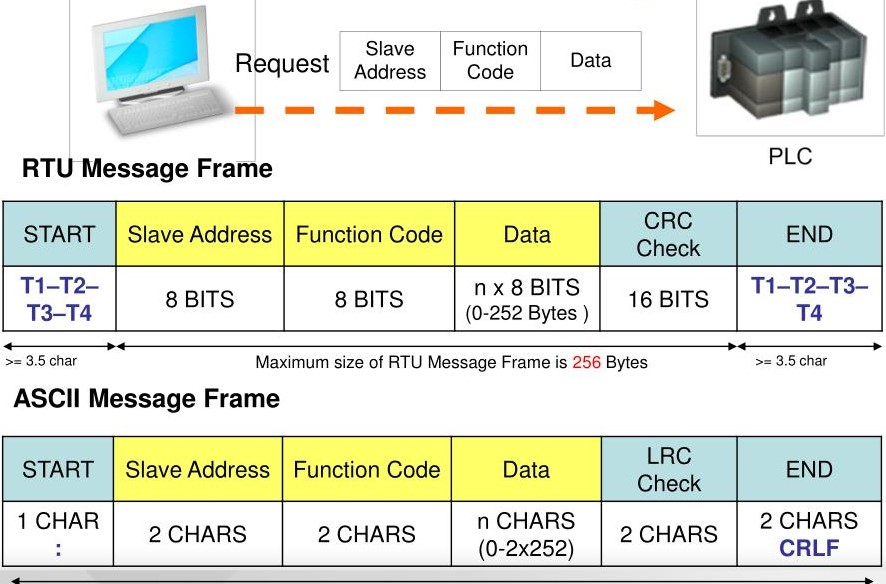 Request
Slave
Address
Function
Code
Data
PLC
RTU Message Frame
START
Slave Address
Function Code
Data
CRC
Check
END
T1–T2–
T3–T4
8 BITS
8 BITS
n x 8 BITS
(0-252 Bytes )
16 BITS
T1–T2–T3–
T4
>= 3.5 char
Maximum size of RTU Message Frame is 256 Bytes
>= 3.5 char
ASCII Message Frame
START
Slave Address
Function Code
Data
LRC
Check
END
1 CHAR
:
2 CHARS
2 CHARS
n CHARS
(0-2x252)
2 CHARS
2 CHARS
CRLF